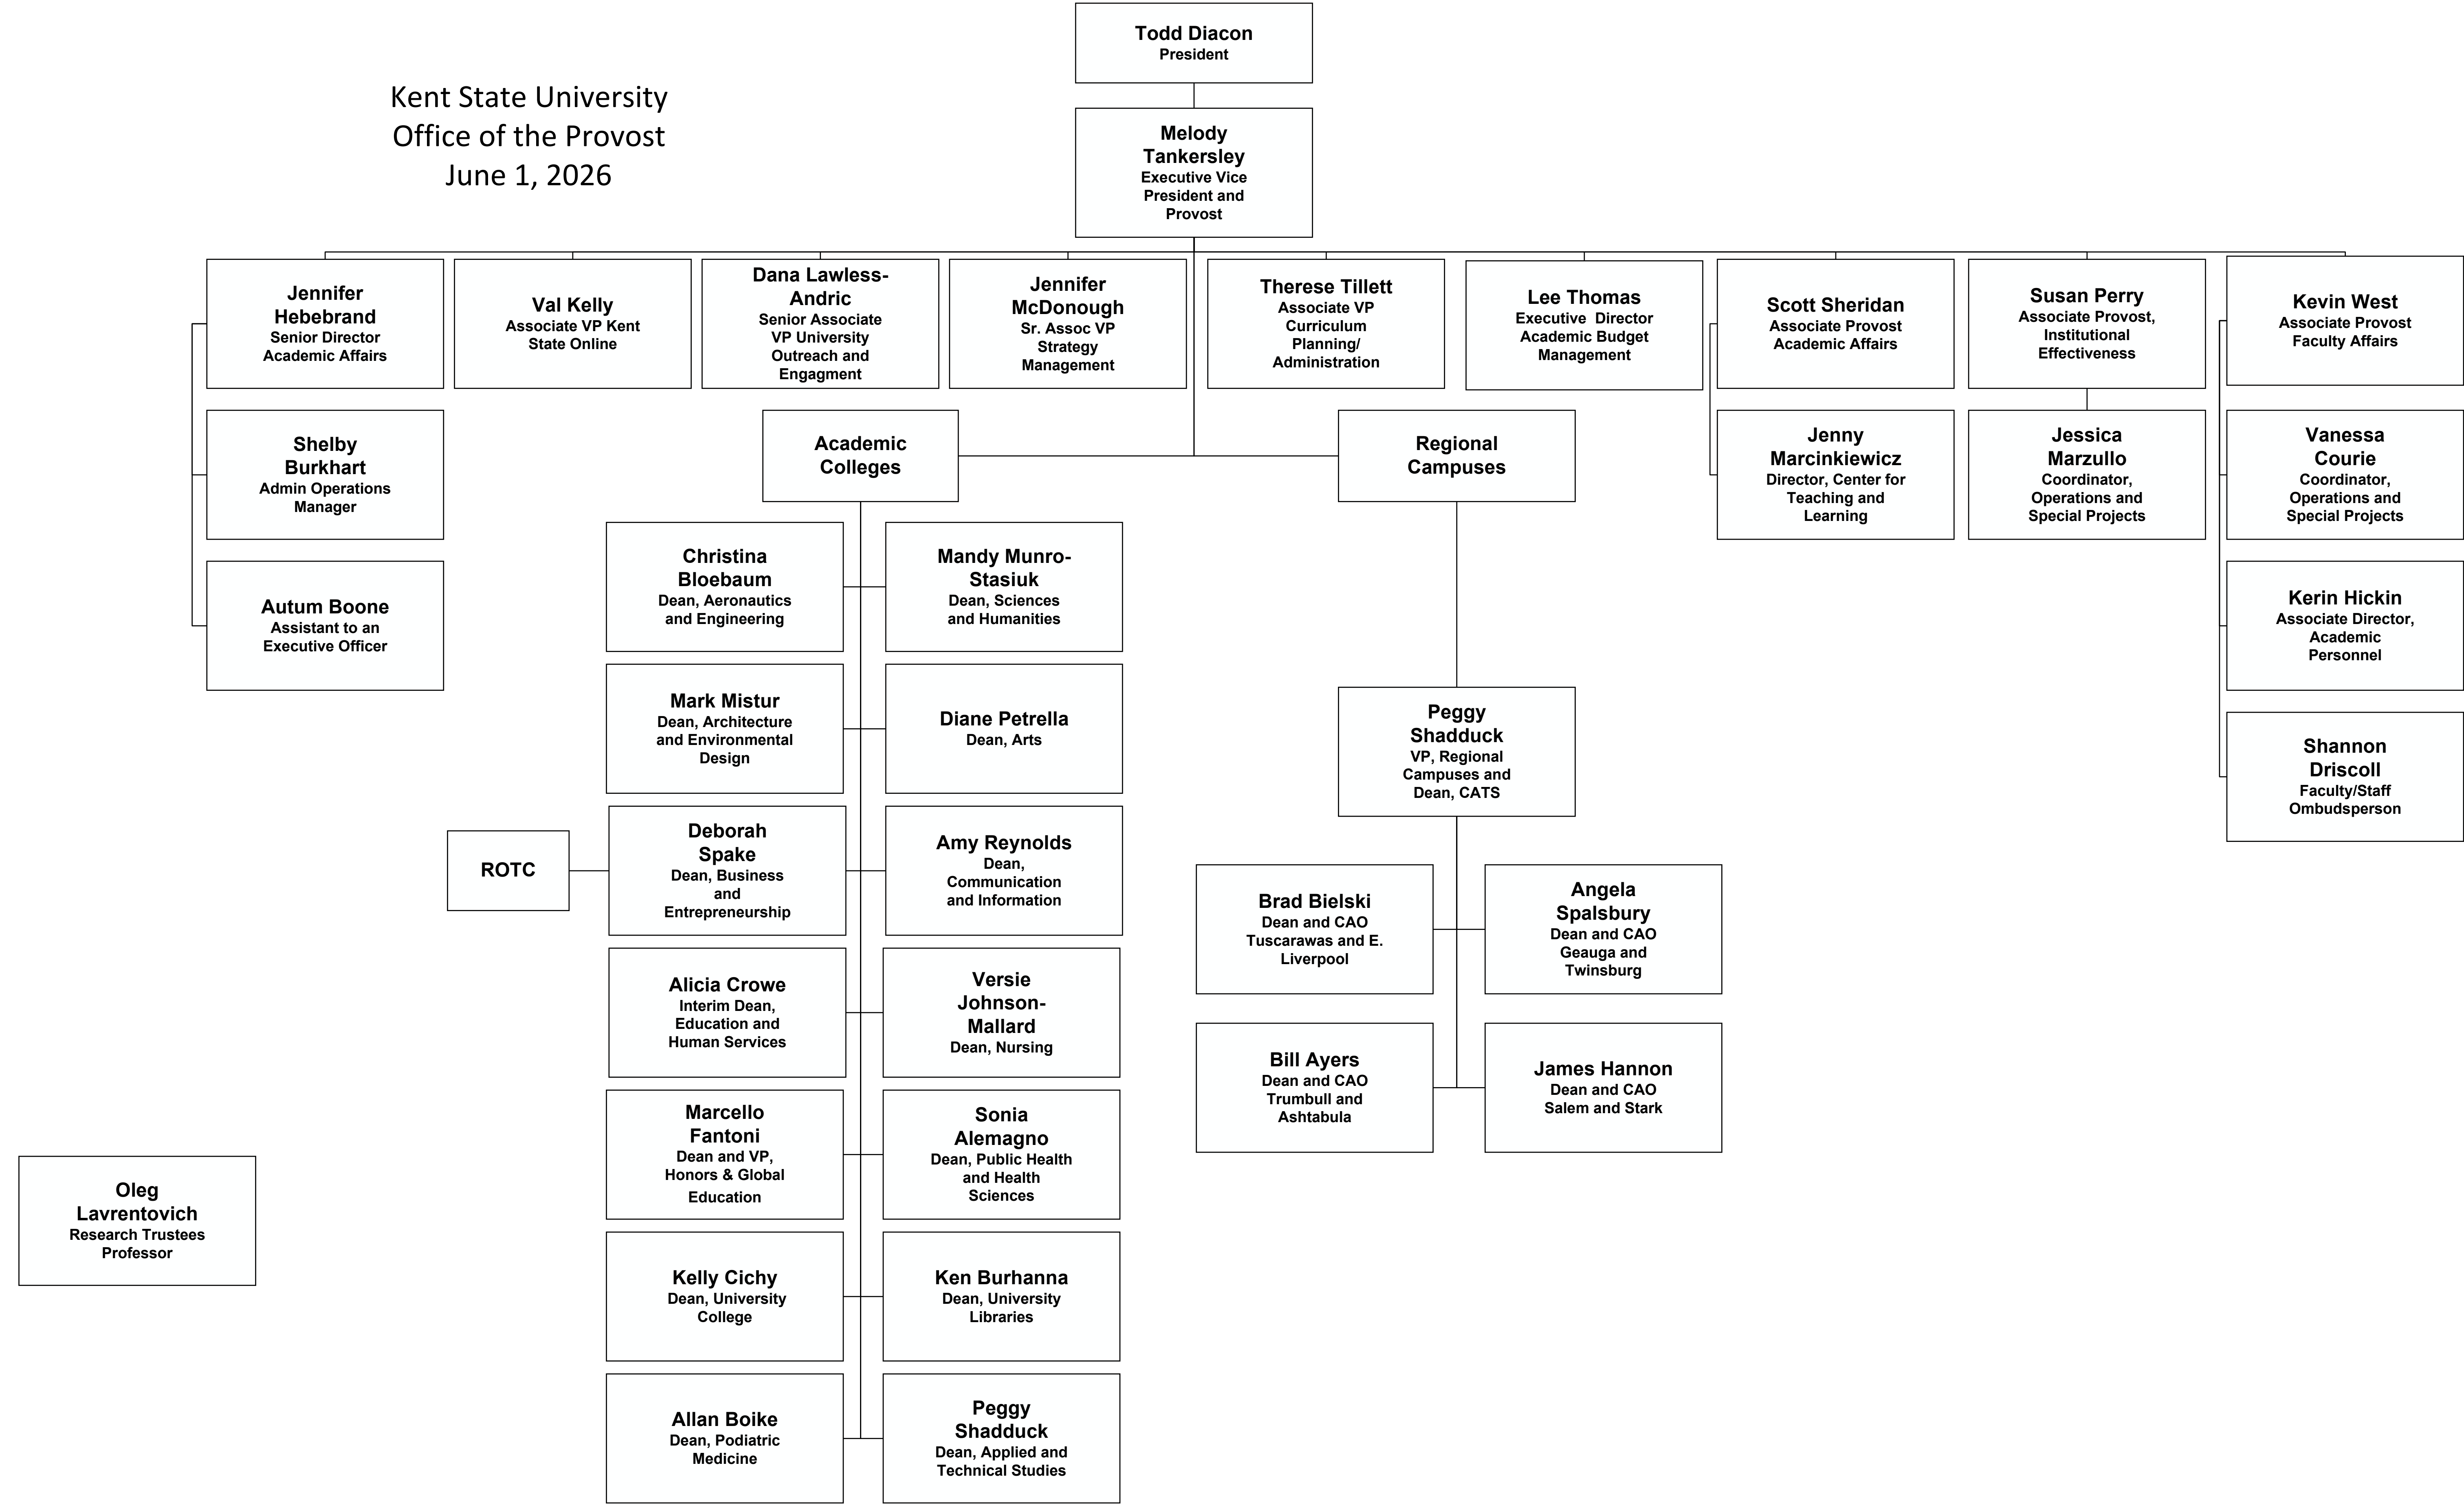 Todd Diacon
President
Kent State University
Office of the Provost
June 1, 2026
Melody
Tankersley
Executive Vice
President and
Provost
Jennifer
Hebebrand
Senior Director
Academic Affairs
Val Kelly
Associate VP Kent
State Online
Dana Lawless-
Andric
Senior Associate
VP University
Outreach and
Engagment
Jennifer
McDonough
Sr. Assoc VP
Strategy
Management
Therese Tillett
Associate VP
Curriculum
Planning/
Administration
Lee Thomas
Executive Director
Academic Budget
Management
Scott Sheridan
Associate Provost
Academic Affairs
Susan Perry
Associate Provost,
Institutional
Effectiveness
Kevin West
Associate Provost
Faculty Affairs
Shelby
Burkhart
Admin Operations
Manager
Academic
Colleges
Regional
Campuses
Jenny
Marcinkiewicz
Director, Center for
Teaching and
Learning
Jessica
Marzullo
Coordinator,
Operations and
Special Projects
Vanessa
Courie
Coordinator,
Operations and
Special Projects
Autum Boone
Assistant to an
Executive Officer
Christina
Bloebaum
Dean, Aeronautics
and Engineering
Mandy Munro-
Stasiuk
Dean, Sciences
and Humanities
Kerin Hickin
Associate Director,
Academic
Personnel
Mark Mistur
Dean, Architecture
and Environmental
Design
Diane Petrella
Dean, Arts
Peggy
Shadduck
VP, Regional
Campuses and
Dean, CATS
Shannon
Driscoll
Faculty/Staff
Ombudsperson
ROTC
Deborah
Spake
Dean, Business
and
Entrepreneurship
Amy Reynolds
Dean,
Communication
and Information
Brad Bielski
Dean and CAO
Tuscarawas and E.
Liverpool
Angela
Spalsbury
Dean and CAO
Geauga and
Twinsburg
Alicia Crowe
Interim Dean,
Education and
Human Services
Versie
Johnson-
Mallard
Dean, Nursing
Bill Ayers
Dean and CAO
Trumbull and
Ashtabula
James Hannon
Dean and CAO
Salem and Stark
Marcello
Fantoni
Dean and VP,
Honors & Global
Education
Sonia
Alemagno
Dean, Public Health
and Health
Sciences
Oleg
Lavrentovich
Research Trustees
Professor
Kelly Cichy
Dean, University
College
Ken Burhanna
Dean, University
Libraries
Allan Boike
Dean, Podiatric
Medicine
Peggy
Shadduck
Dean, Applied and
Technical Studies